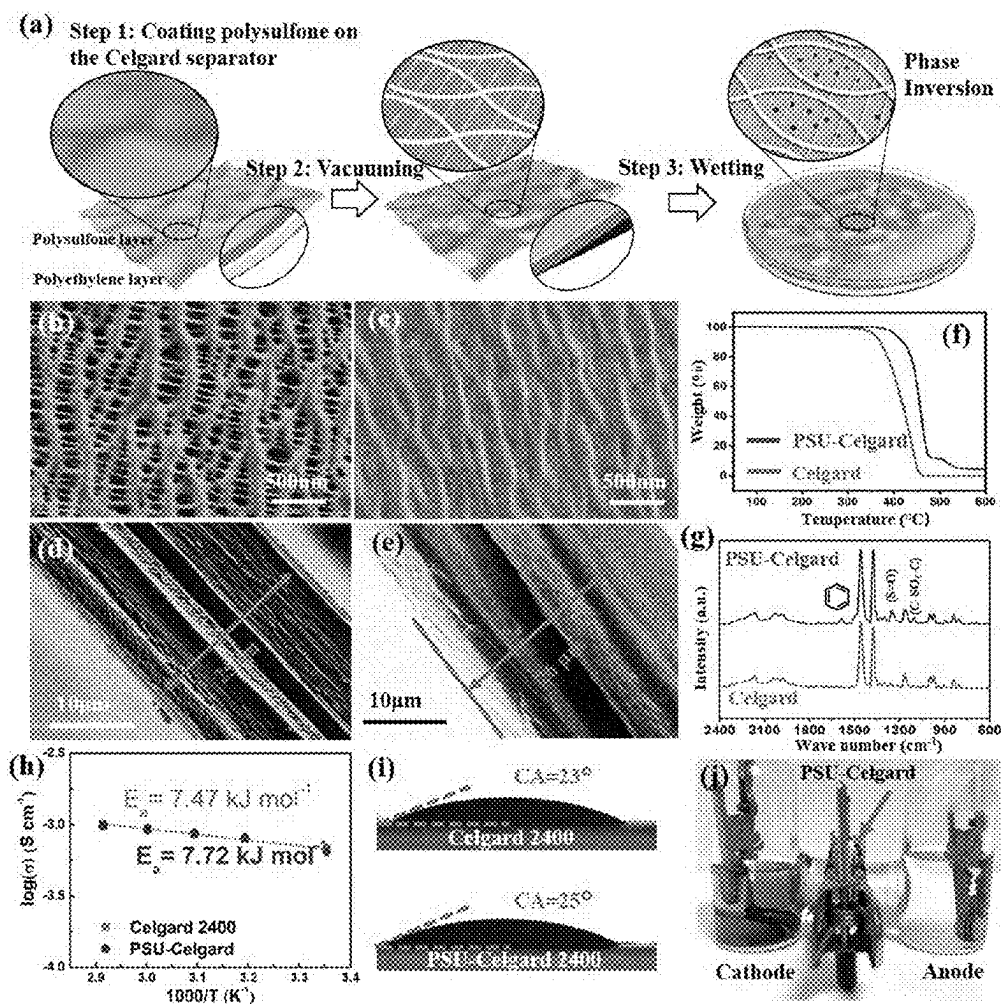 (a)
Step 1: Coating polysulfone on
the Celgard separator
Phase
Inversion
Step 2: Vacuuming
Step 3: Wetting
Polysulfone layer
Polyethylene layer
(b)
500nm
(c)
500nm
(f)
Weight (%)
100
80
60
40
20
0
PSU-Celgard
Celgard
100 200 300 400 500 600
Temperature (°C)
(d)
10μm
(e)
10μm
(g)
PSU-Celgard
Celgard
Intensity (a.u.)
2400 2100 1800 1500 1200 900 600
Wave number (cm⁻¹)
(h)
-2.5
-3.0
-3.5
-4.0
log(σ) (S cm⁻¹)
Eₐ= 7.47 kJ mol⁻¹
Eₐ= 7.72 kJ mol⁻¹
Celgard 2400
PSU-Celgard
2.9 3.0 3.1 3.2 3.3 3.4
1000/T (K⁻¹)
(i)
CA=23°
Celgard 2400
CA=25°
PSU-Celgard 2400
(j)
PSU-Celgard
Cathode
Anode